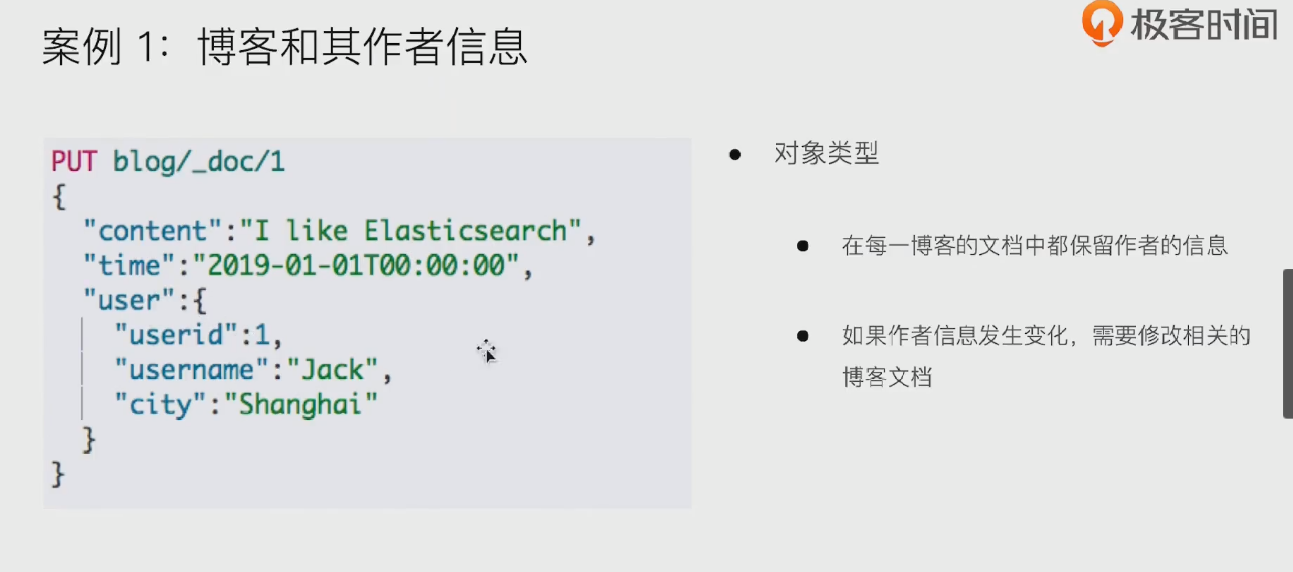 案例 1：博客和其作者信息
极客时间
PUT blog/_doc/1
{
"content":"I like Elasticsearch",
"time":"2019-01-01T00:00:00",
"user":{
"userid":1,
"username":"Jack",
"city":"Shanghai"
}
}
对象类型
在每一博客的文档中都保留作者的信息
如果作者信息发生变化，需要修改相关的
博客文档